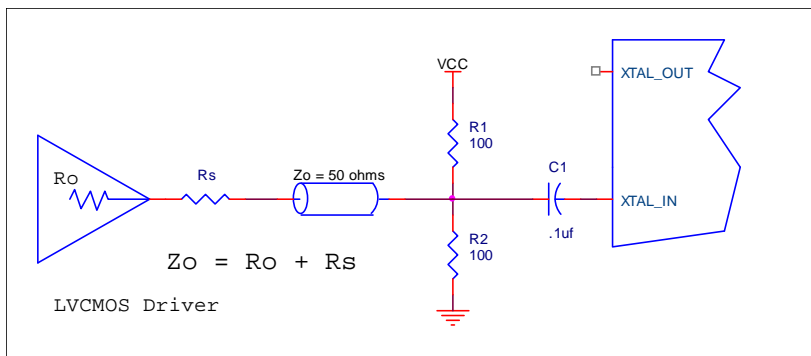 VCC
XTAL_OUT
R1
100
Ro
Rs
Zo = 50 ohms
C1
XTAL_IN
.1uf
R2
100
Zo = Ro + Rs
LVCMOS Driver